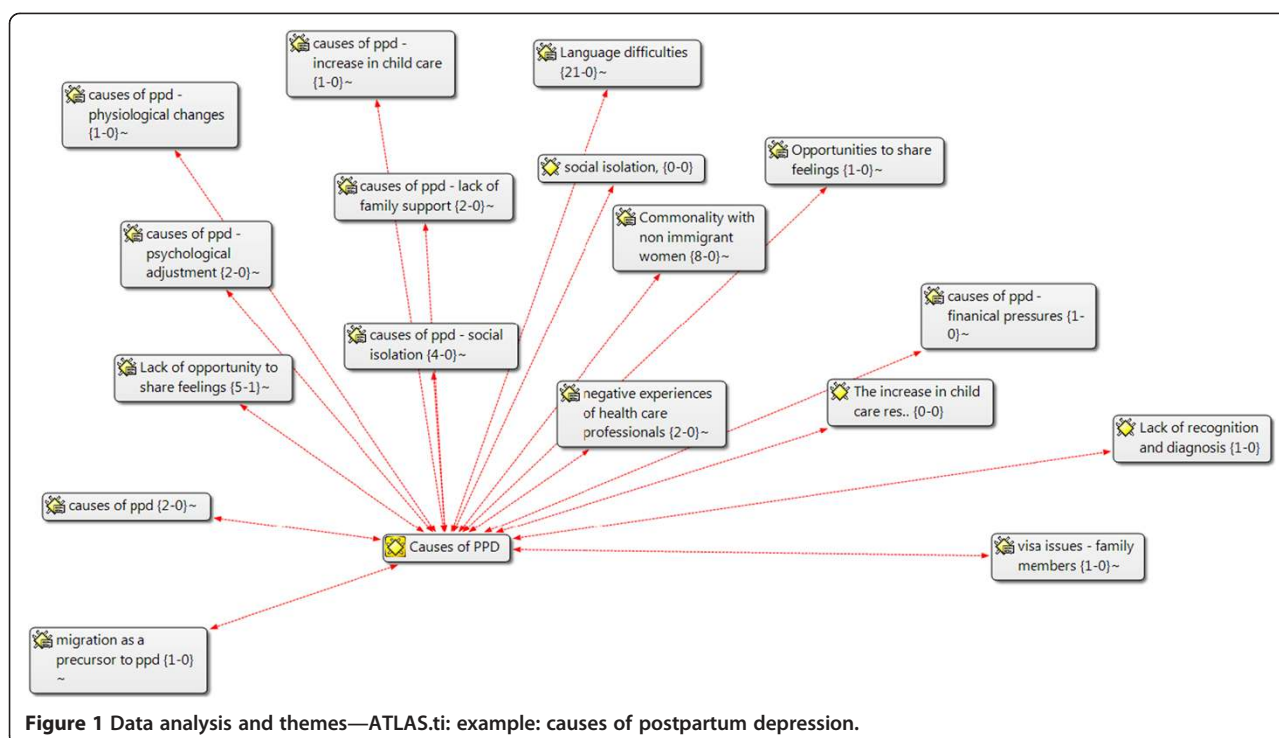 causes of ppd -
increase in child care
{1-0}~
Language difficulties
{21-0}~
causes of ppd -
physiological changes
{1-0}~
social isolation, {0-0}
Opportunities to share
feelings {1-0}~
causes of ppd - lack of
family support {2-0}~
Commonality with
non immigrant
women {8-0}~
causes of ppd -
psychological
adjustment {2-0}~
causes of ppd -
finanical pressures {1-
0}~
causes of ppd - social
isolation {4-0}~
Lack of opportunity to
share feelings {5-1}~
negative experiences
of health care
professionals {2-0}~
The increase in child
care res.. {0-0}
Lack of recognition
and diagnosis {1-0}
causes of ppd {2-0}~
Causes of PPD
visa issues - family
members {1-0}~
migration as a
precursor to ppd {1-0}
~
Figure 1 Data analysis and themes—ATLAS.ti: example: causes of postpartum depression.